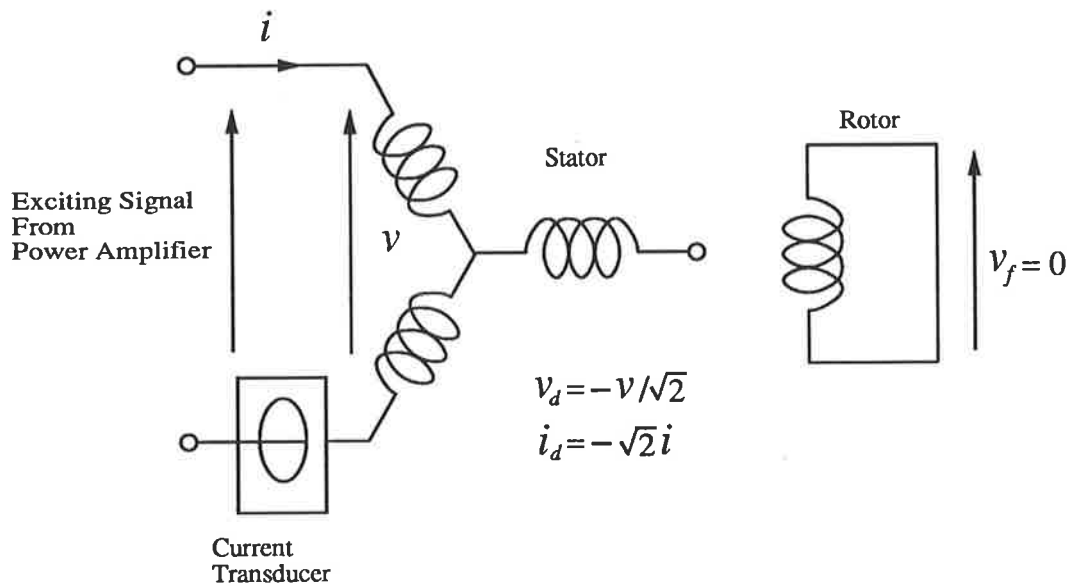 i
Exciting Signal
From
Power Amplifier
v
Stator
Rotor
v_f = 0
v_d = -v/√2
i_d = -√2 i
Current
Transducer